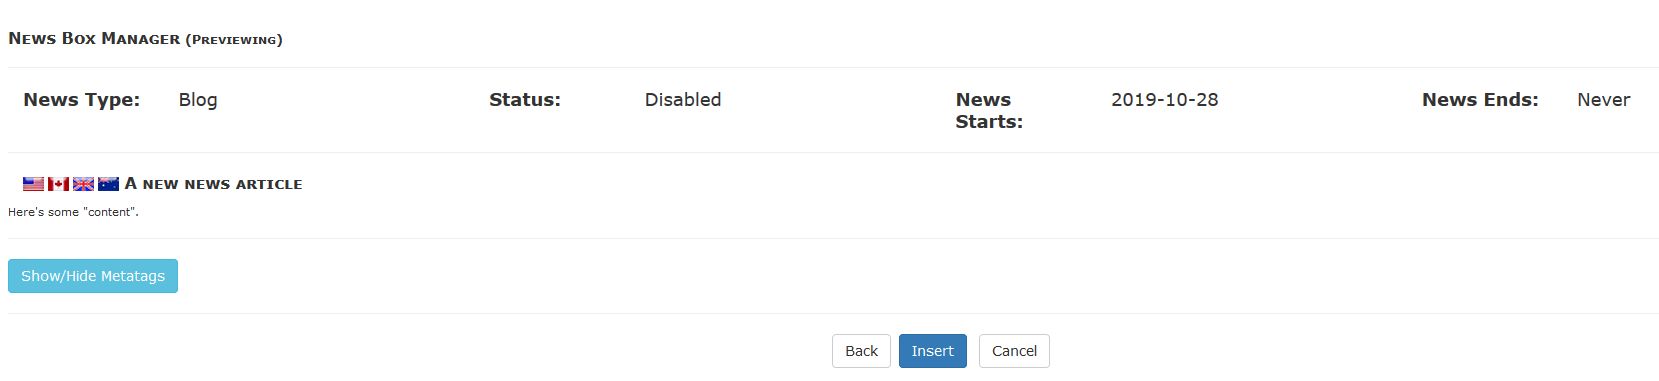 News Box Manager (Previewing)
News Type: Blog Status: Disabled News Starts: 2019-10-28 News Ends: Never
A new news article
Here's some "content".
Show/Hide Metatags
Back Insert Cancel